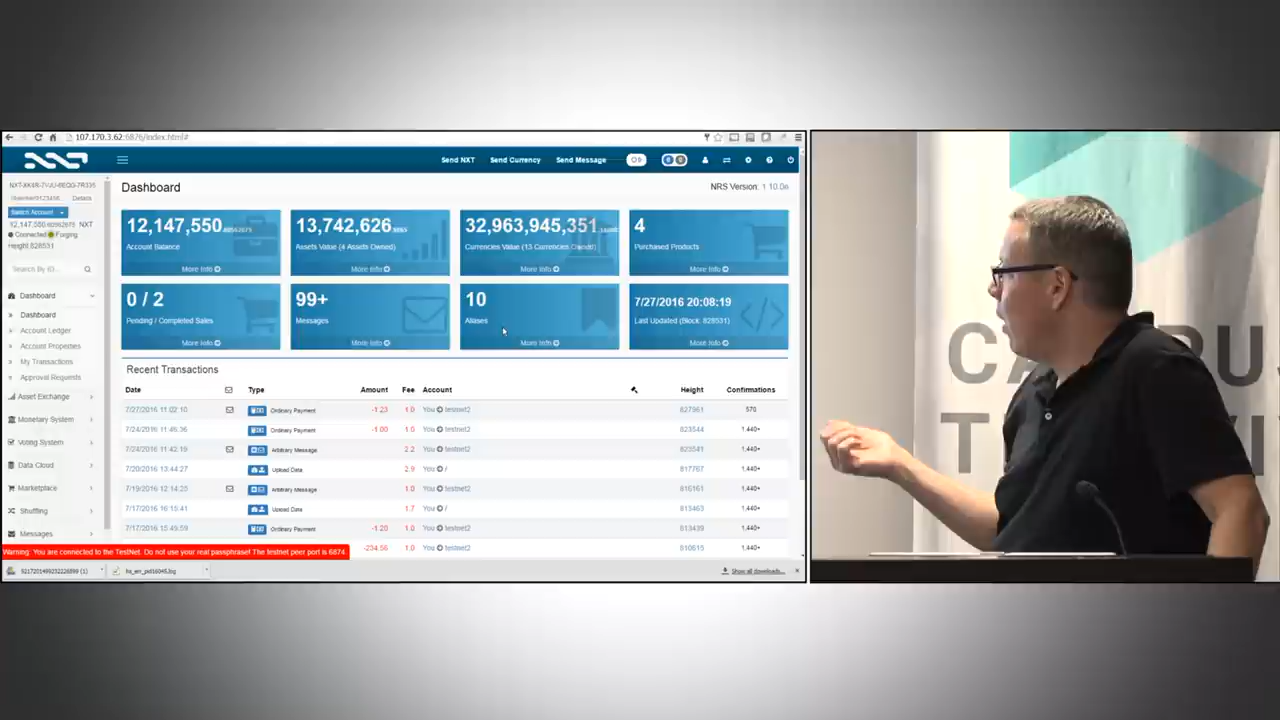 107.170.3.62:6876/index.html#
NXT
Send NXT Send Currency Send Message
Dashboard
NRS Version: 1.10.0e
Details
Switch Account
NXT
Connected Forging
Height 828531
Search By ID...
12,147,550
Account Balance
More Info
13,742,626
Assets Value (4 Assets Owned)
More Info
32,963,945,351
Currencies Value (13 Currencies Owned)
More Info
4
Purchased Products
More Info
0 / 2
Pending / Completed Sales
More Info
99+
Messages
More Info
10
Aliases
More Info
7/27/2016 20:08:19
Last Updated (Block: 828531)
More Info
Dashboard
Dashboard
Account Ledger
Account Properties
My Transactions
Approval Requests
Asset Exchange
Monetary System
Voting System
Data Cloud
Marketplace
Shuffling
Messages
Recent Transactions
Date Type Amount Fee Account Height Confirmations
7/27/2016 11:02:10 Ordinary Payment -1.23 1.0 You testnet2 827961 570
7/24/2016 11:46:36 Ordinary Payment -1.00 1.0 You testnet2 823544 1,440+
7/24/2016 11:42:19 Arbitrary Message 2.2 You testnet2 823541 1,440+
7/20/2016 13:44:27 Upload Data 2.9 You / 817767 1,440+
7/19/2016 12:14:25 Arbitrary Message 1.0 You testnet2 816161 1,440+
7/17/2016 16:15:41 Upload Data 1.7 You / 813463 1,440+
7/17/2016 15:49:59 Ordinary Payment -1.20 1.0 You testnet2 813439 1,440+
-234.56 1.0 You testnet2 810615 1,440+
Warning: You are connected to the TestNet. Do not use your real passphrase! The testnet peer port is 6874
Show all downloads...